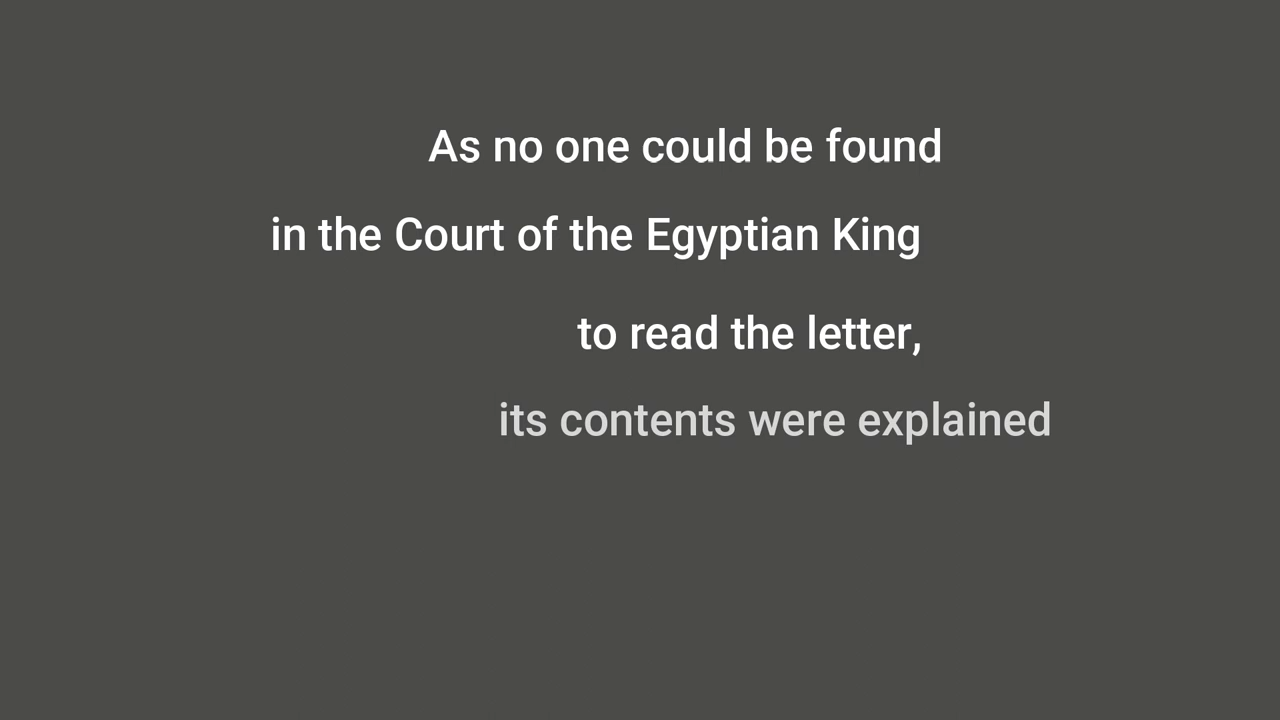 As no one could be found
in the Court of the Egyptian King
to read the letter,
its contents were explained